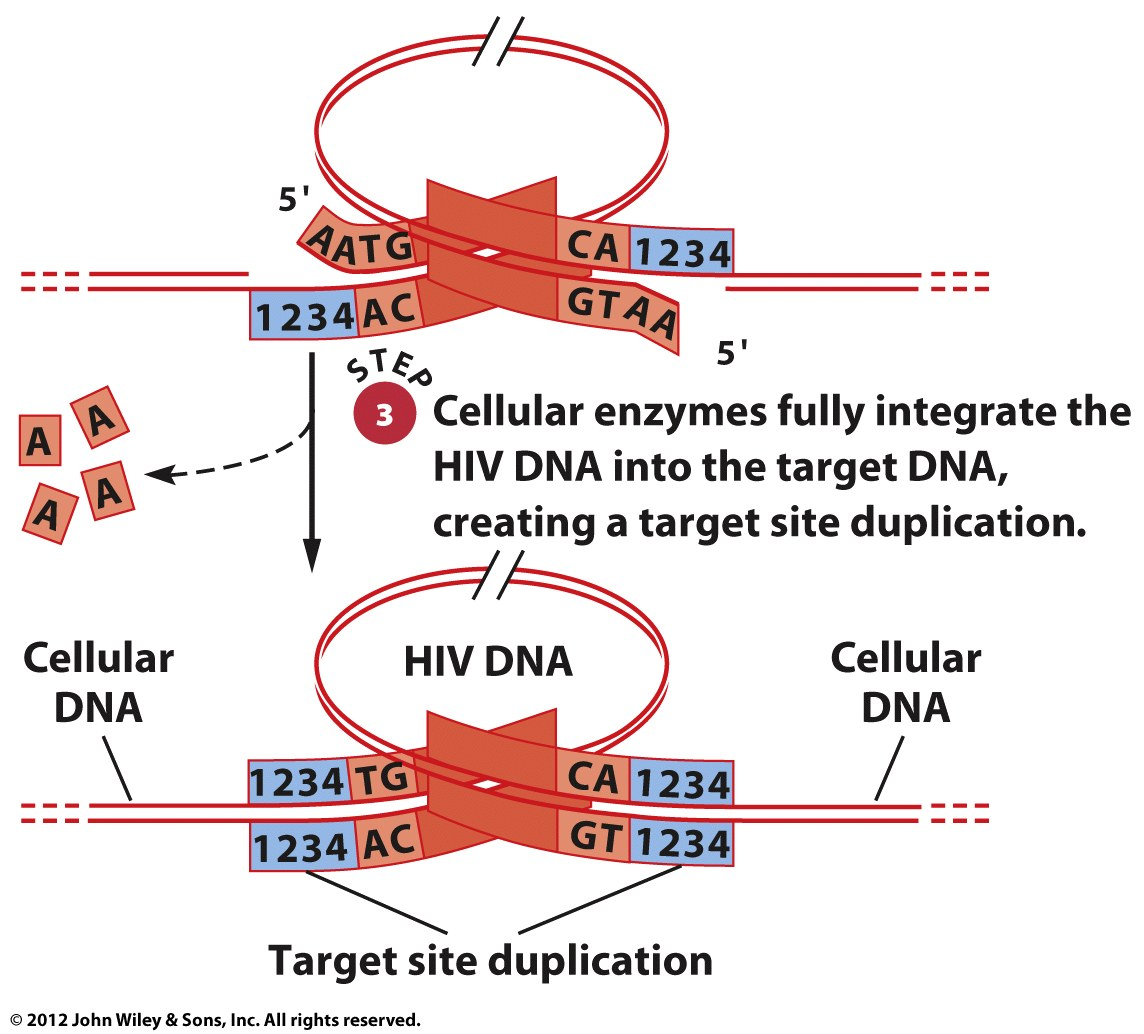 5'
AATG
CA 1234
1234 AC
GTAA
5'
STEP
3
Cellular enzymes fully integrate the
HIV DNA into the target DNA,
creating a target site duplication.
A
A
A
A
Cellular
DNA
HIV DNA
Cellular
DNA
1234 TG
CA 1234
1234 AC
GT 1234
Target site duplication
© 2012 John Wiley & Sons, Inc. All rights reserved.